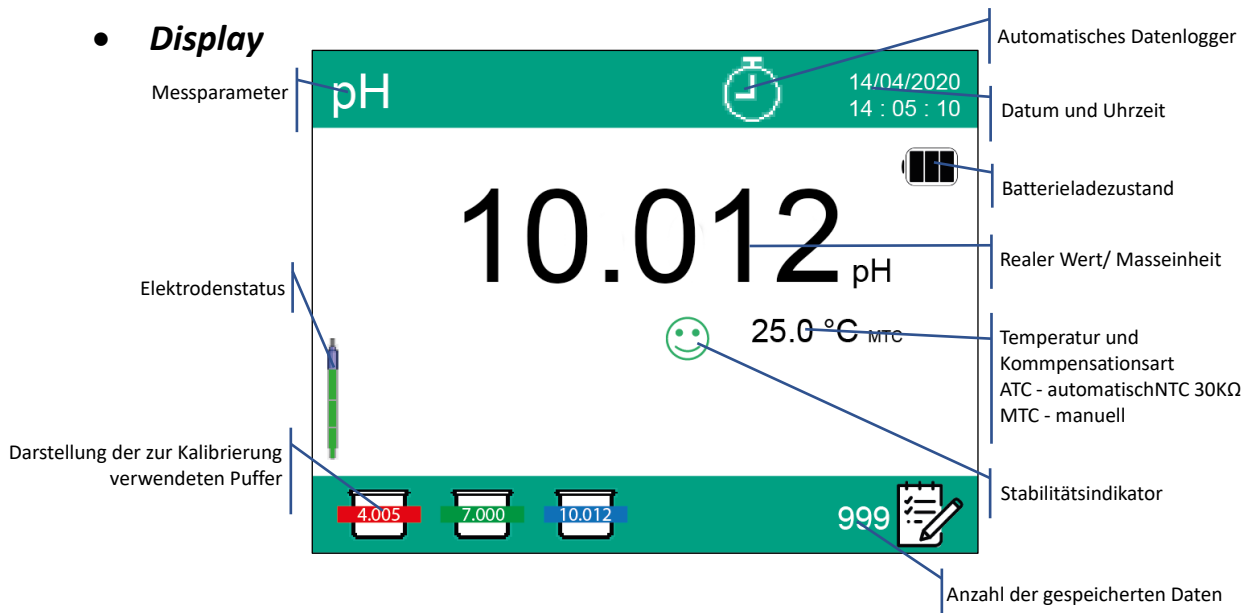 • Display
Messparameter
Elektrodenstatus
Darstellung der zur Kalibrierung
verwendeten Puffer
pH
14/04/2020
14 : 05 : 10
10.012 pH
25.0 °C MTC
4.005
7.000
10.012
999
Automatisches Datenlogger
Datum und Uhrzeit
Batterieladezustand
Realer Wert/ Masseinheit
Temperatur und
Kommpensationsart
ATC - automatischNTC 30KΩ
MTC - manuell
Stabilitätsindikator
Anzahl der gespeicherten Daten